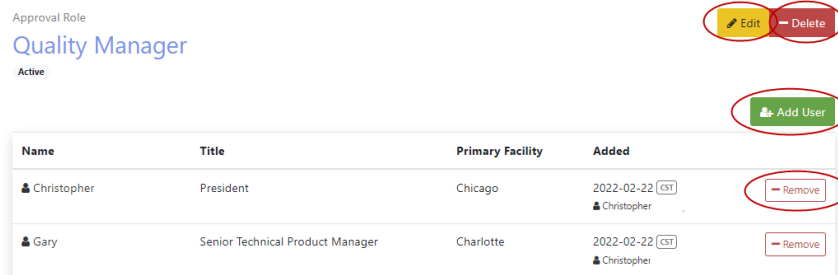 Approval Role
Edit
Delete
Quality Manager
Active
Add User
Name Title Primary Facility Added
Christopher President Chicago 2022-02-22 CST Remove
Christopher
Gary Senior Technical Product Manager Charlotte 2022-02-22 CST Remove
Christopher